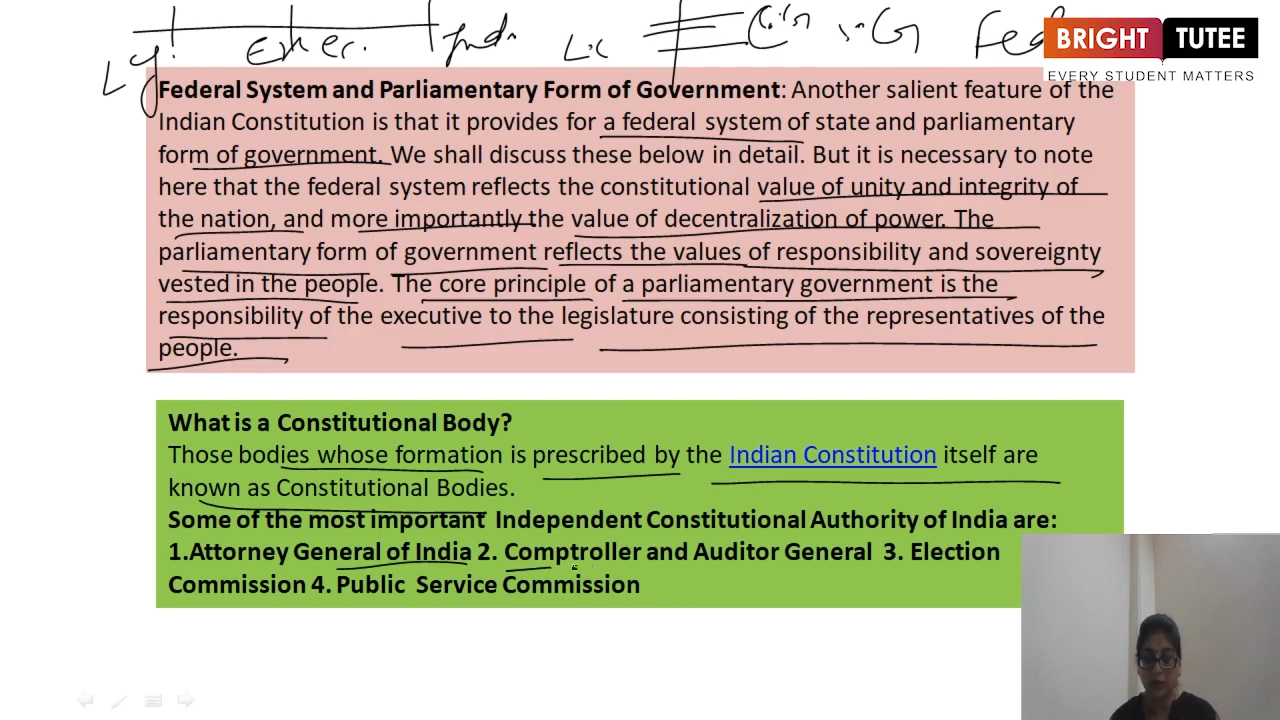 BRIGHT TUTEE
EVERY STUDENT MATTERS
Federal System and Parliamentary Form of Government: Another salient feature of the
Indian Constitution is that it provides for a federal system of state and parliamentary
form of government. We shall discuss these below in detail. But it is necessary to note
here that the federal system reflects the constitutional value of unity and integrity of
the nation, and more importantly the value of decentralization of power. The
parliamentary form of government reflects the values of responsibility and sovereignty
vested in the people. The core principle of a parliamentary government is the
responsibility of the executive to the legislature consisting of the representatives of the
people.
What is a Constitutional Body?
Those bodies whose formation is prescribed by the Indian Constitution itself are
known as Constitutional Bodies.
Some of the most important Independent Constitutional Authority of India are:
1.Attorney General of India 2. Comptroller and Auditor General 3. Election
Commission 4. Public Service Commission